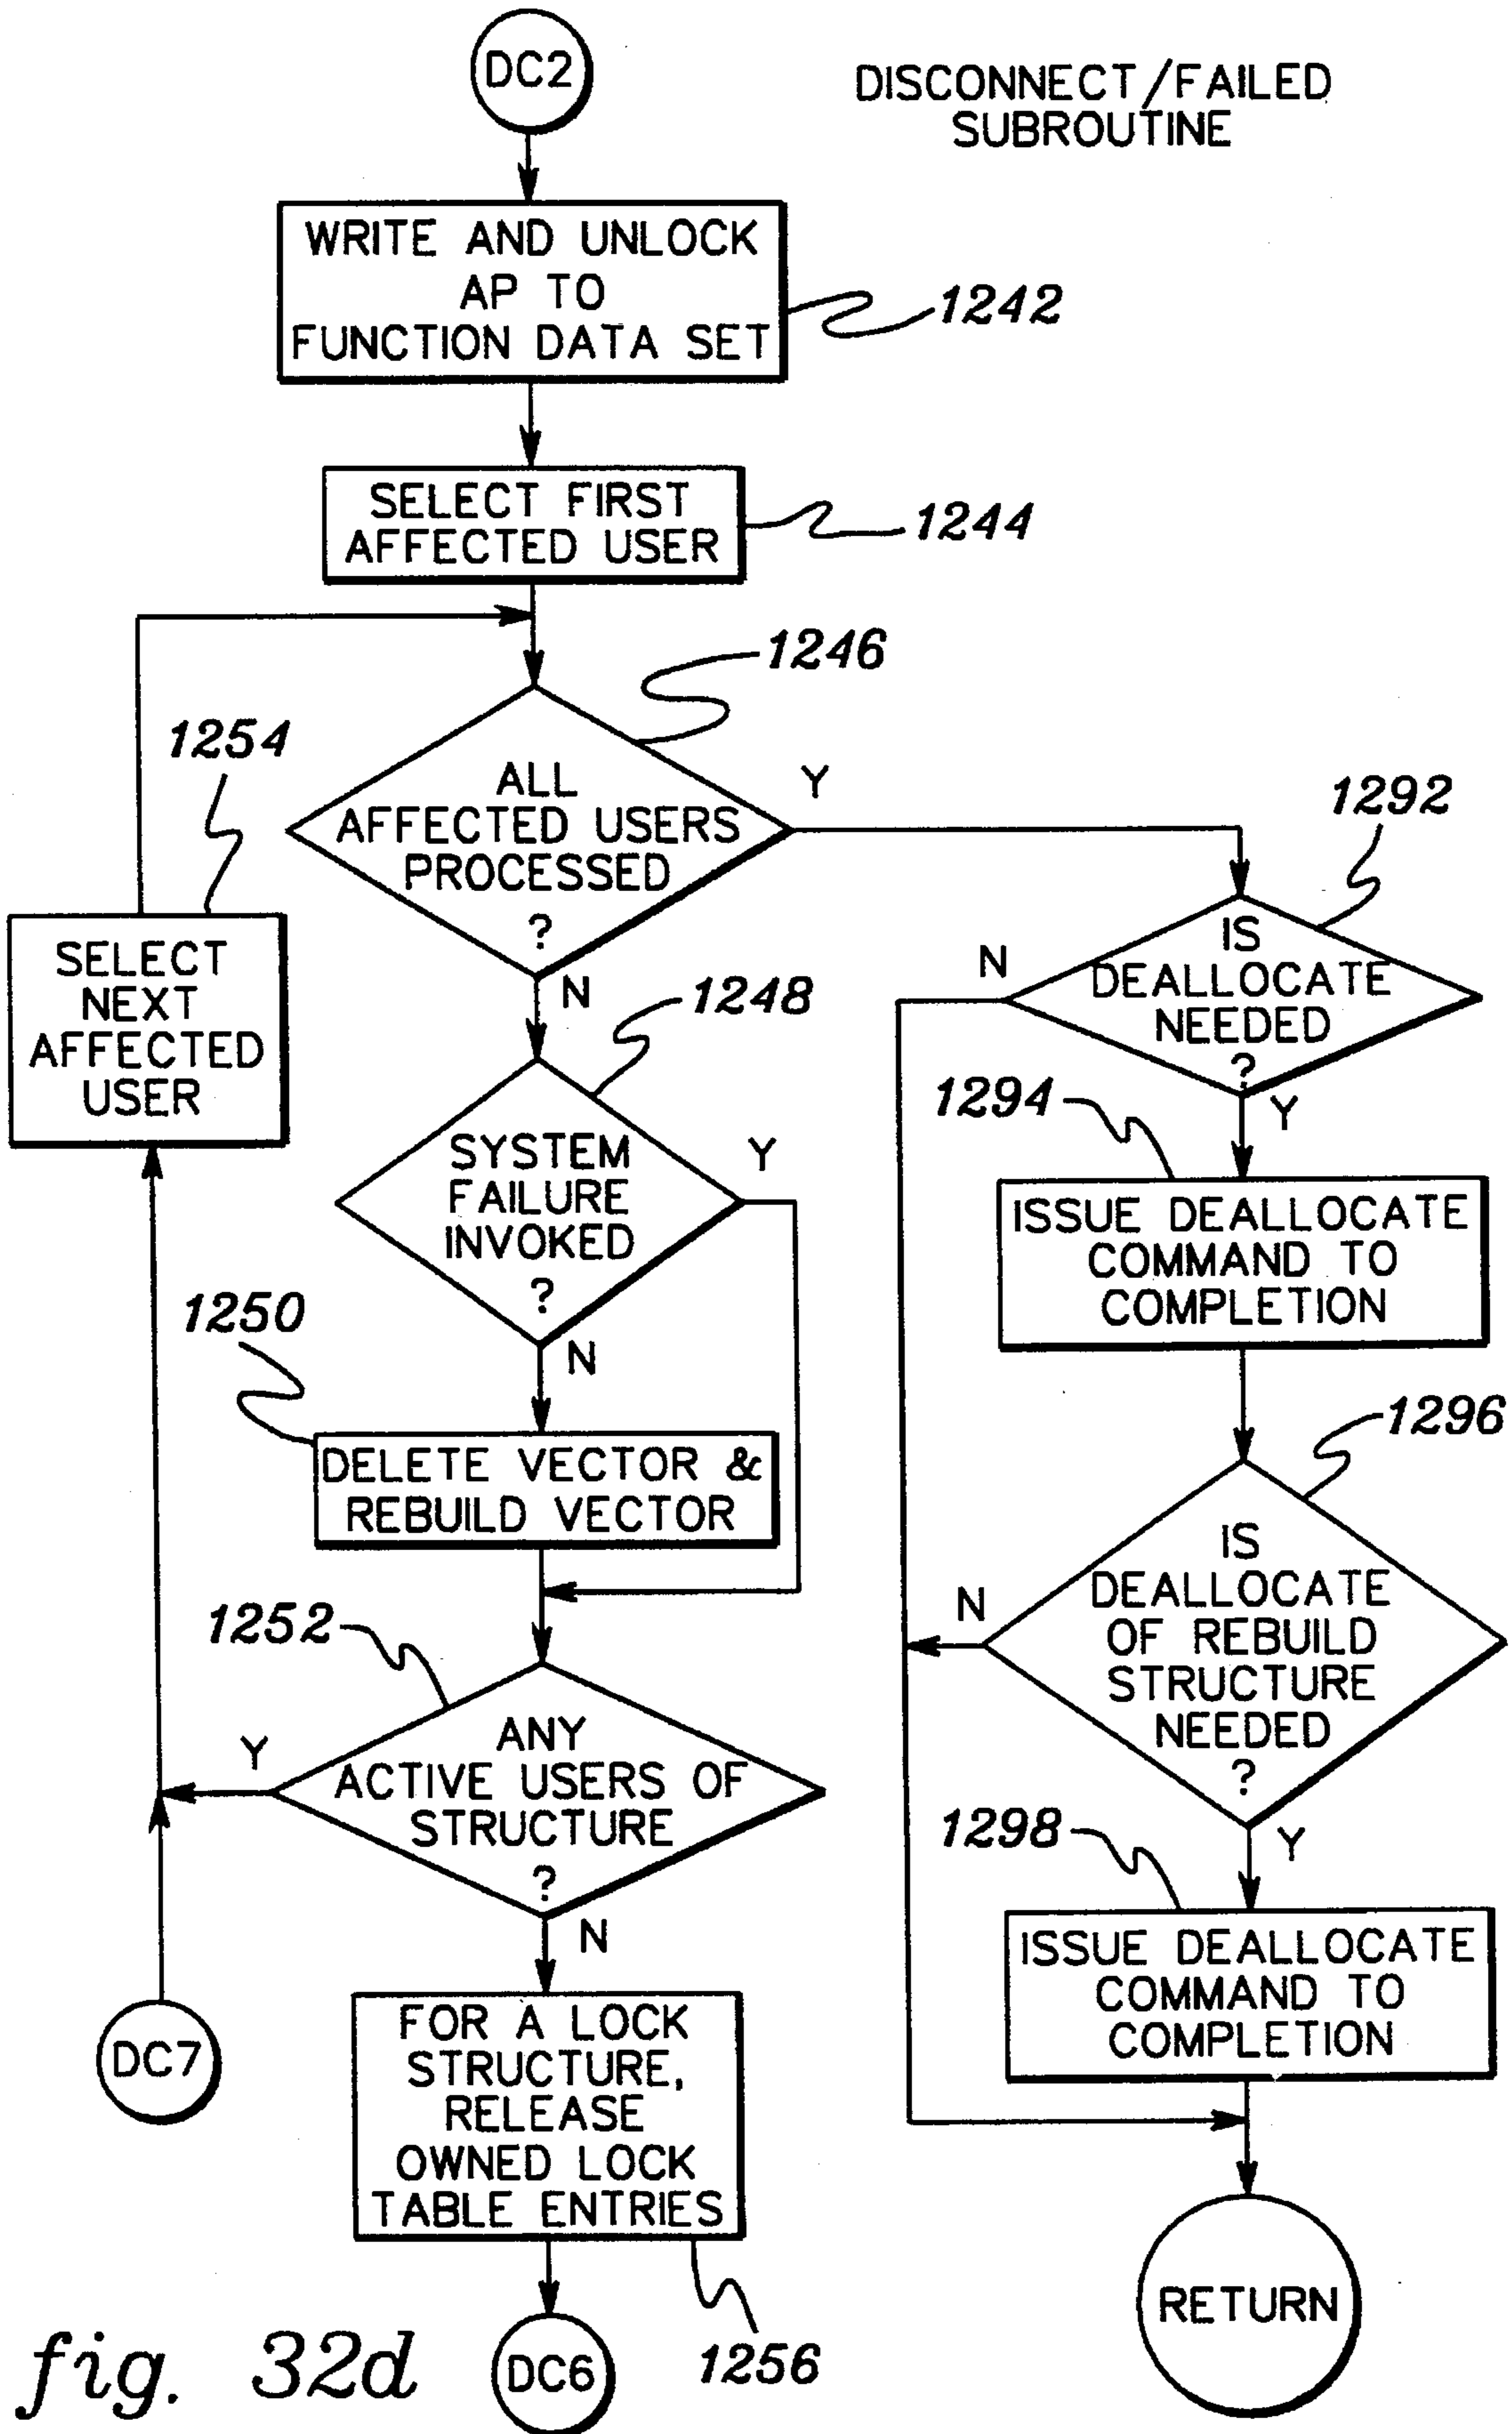 DC2
DISCONNECT/FAILED
SUBROUTINE
WRITE AND UNLOCK
AP TO
FUNCTION DATA SET
1242
SELECT FIRST
AFFECTED USER
1244
1246
ALL
AFFECTED USERS
PROCESSED
?
Y
N
1254
SELECT
NEXT
AFFECTED
USER
1248
SYSTEM
FAILURE
INVOKED
?
Y
N
1250
DELETE VECTOR &
REBUILD VECTOR
1252
ANY
ACTIVE USERS OF
STRUCTURE
?
Y
N
DC7
FOR A LOCK
STRUCTURE,
RELEASE
OWNED LOCK
TABLE ENTRIES
1256
DC6
1292
IS
DEALLOCATE
NEEDED
?
N
Y
1294
ISSUE DEALLOCATE
COMMAND TO
COMPLETION
1296
IS
DEALLOCATE
OF REBUILD
STRUCTURE
NEEDED
?
N
Y
1298
ISSUE DEALLOCATE
COMMAND TO
COMPLETION
RETURN
fig. 32d